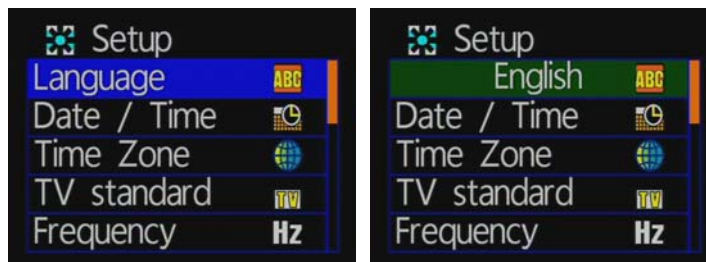 Setup
Language ABC
Date / Time
Time Zone
TV standard TV
Frequency Hz
Setup
English ABC
Date / Time
Time Zone
TV standard TV
Frequency Hz